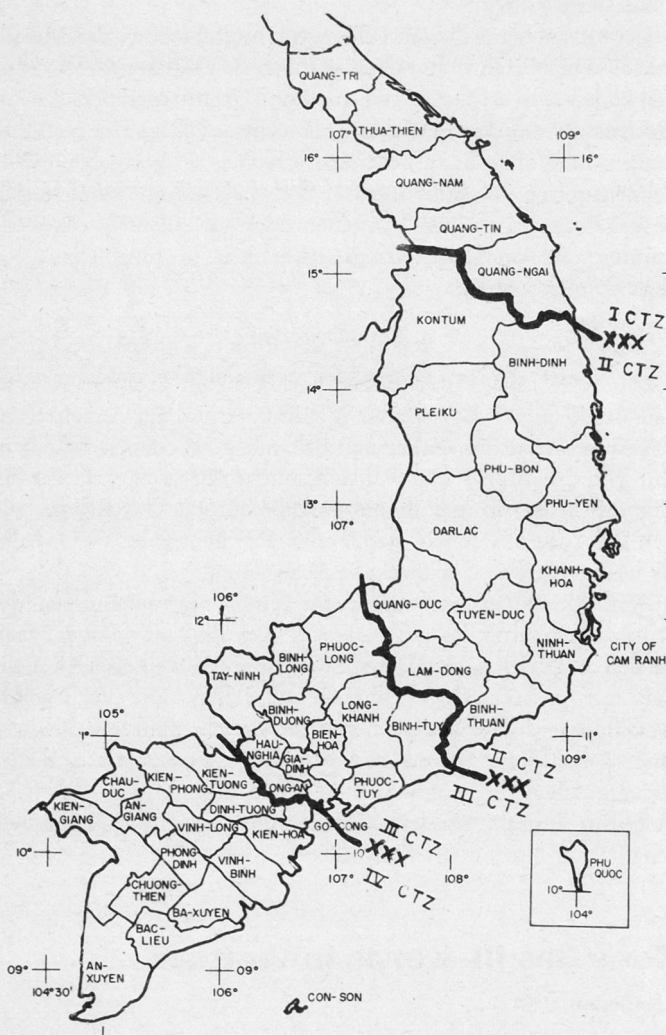 QUANG-TRI
107°
THUA-THIEN
109°
16°
16°
QUANG-NAM
QUANG-TIN
15°
QUANG-NGAI
KONTUM
I CTZ
XXX
II CTZ
BINH-DINH
14°
PLEIKU
PHU-BON
13°
107°
PHU-YEN
DARLAC
KHANH-
HOA
106°
12°
QUANG-DUC
TUYEN-DUC
PHUOC-
LONG
NINH-
THUAN
CITY OF
CAM RANH
BINH-
LONG
TAY-NINH
LAM-DONG
BINH-
DUONG
LONG-
KHANH
BINH-TUY
BINH-
THUAN
105°
11°
109°
BIEN-
HOA
HAU-
NGHIA
GIA-
DINH
II CTZ
XXX
III CTZ
CHAU-
DUC
KIEN-
PHONG
KIEN-
TUONG
LONG-AN
PHUOC-
TUY
KIEN-
GIANG
AN-
GIANG
DINH-TUONG
VINH-LONG
KIEN-HOA
GO-CONG
III CTZ
XXX
IV CTZ
10°
10
107°
108°
PHONG-
DINH
VINH-
BINH
CHUONG-
THIEN
BA-XUYEN
BAC-
LIEU
PHU
QUOC
10°
104°
09°
104°30'
AN-
XUYEN
09°
106°
CON-SON